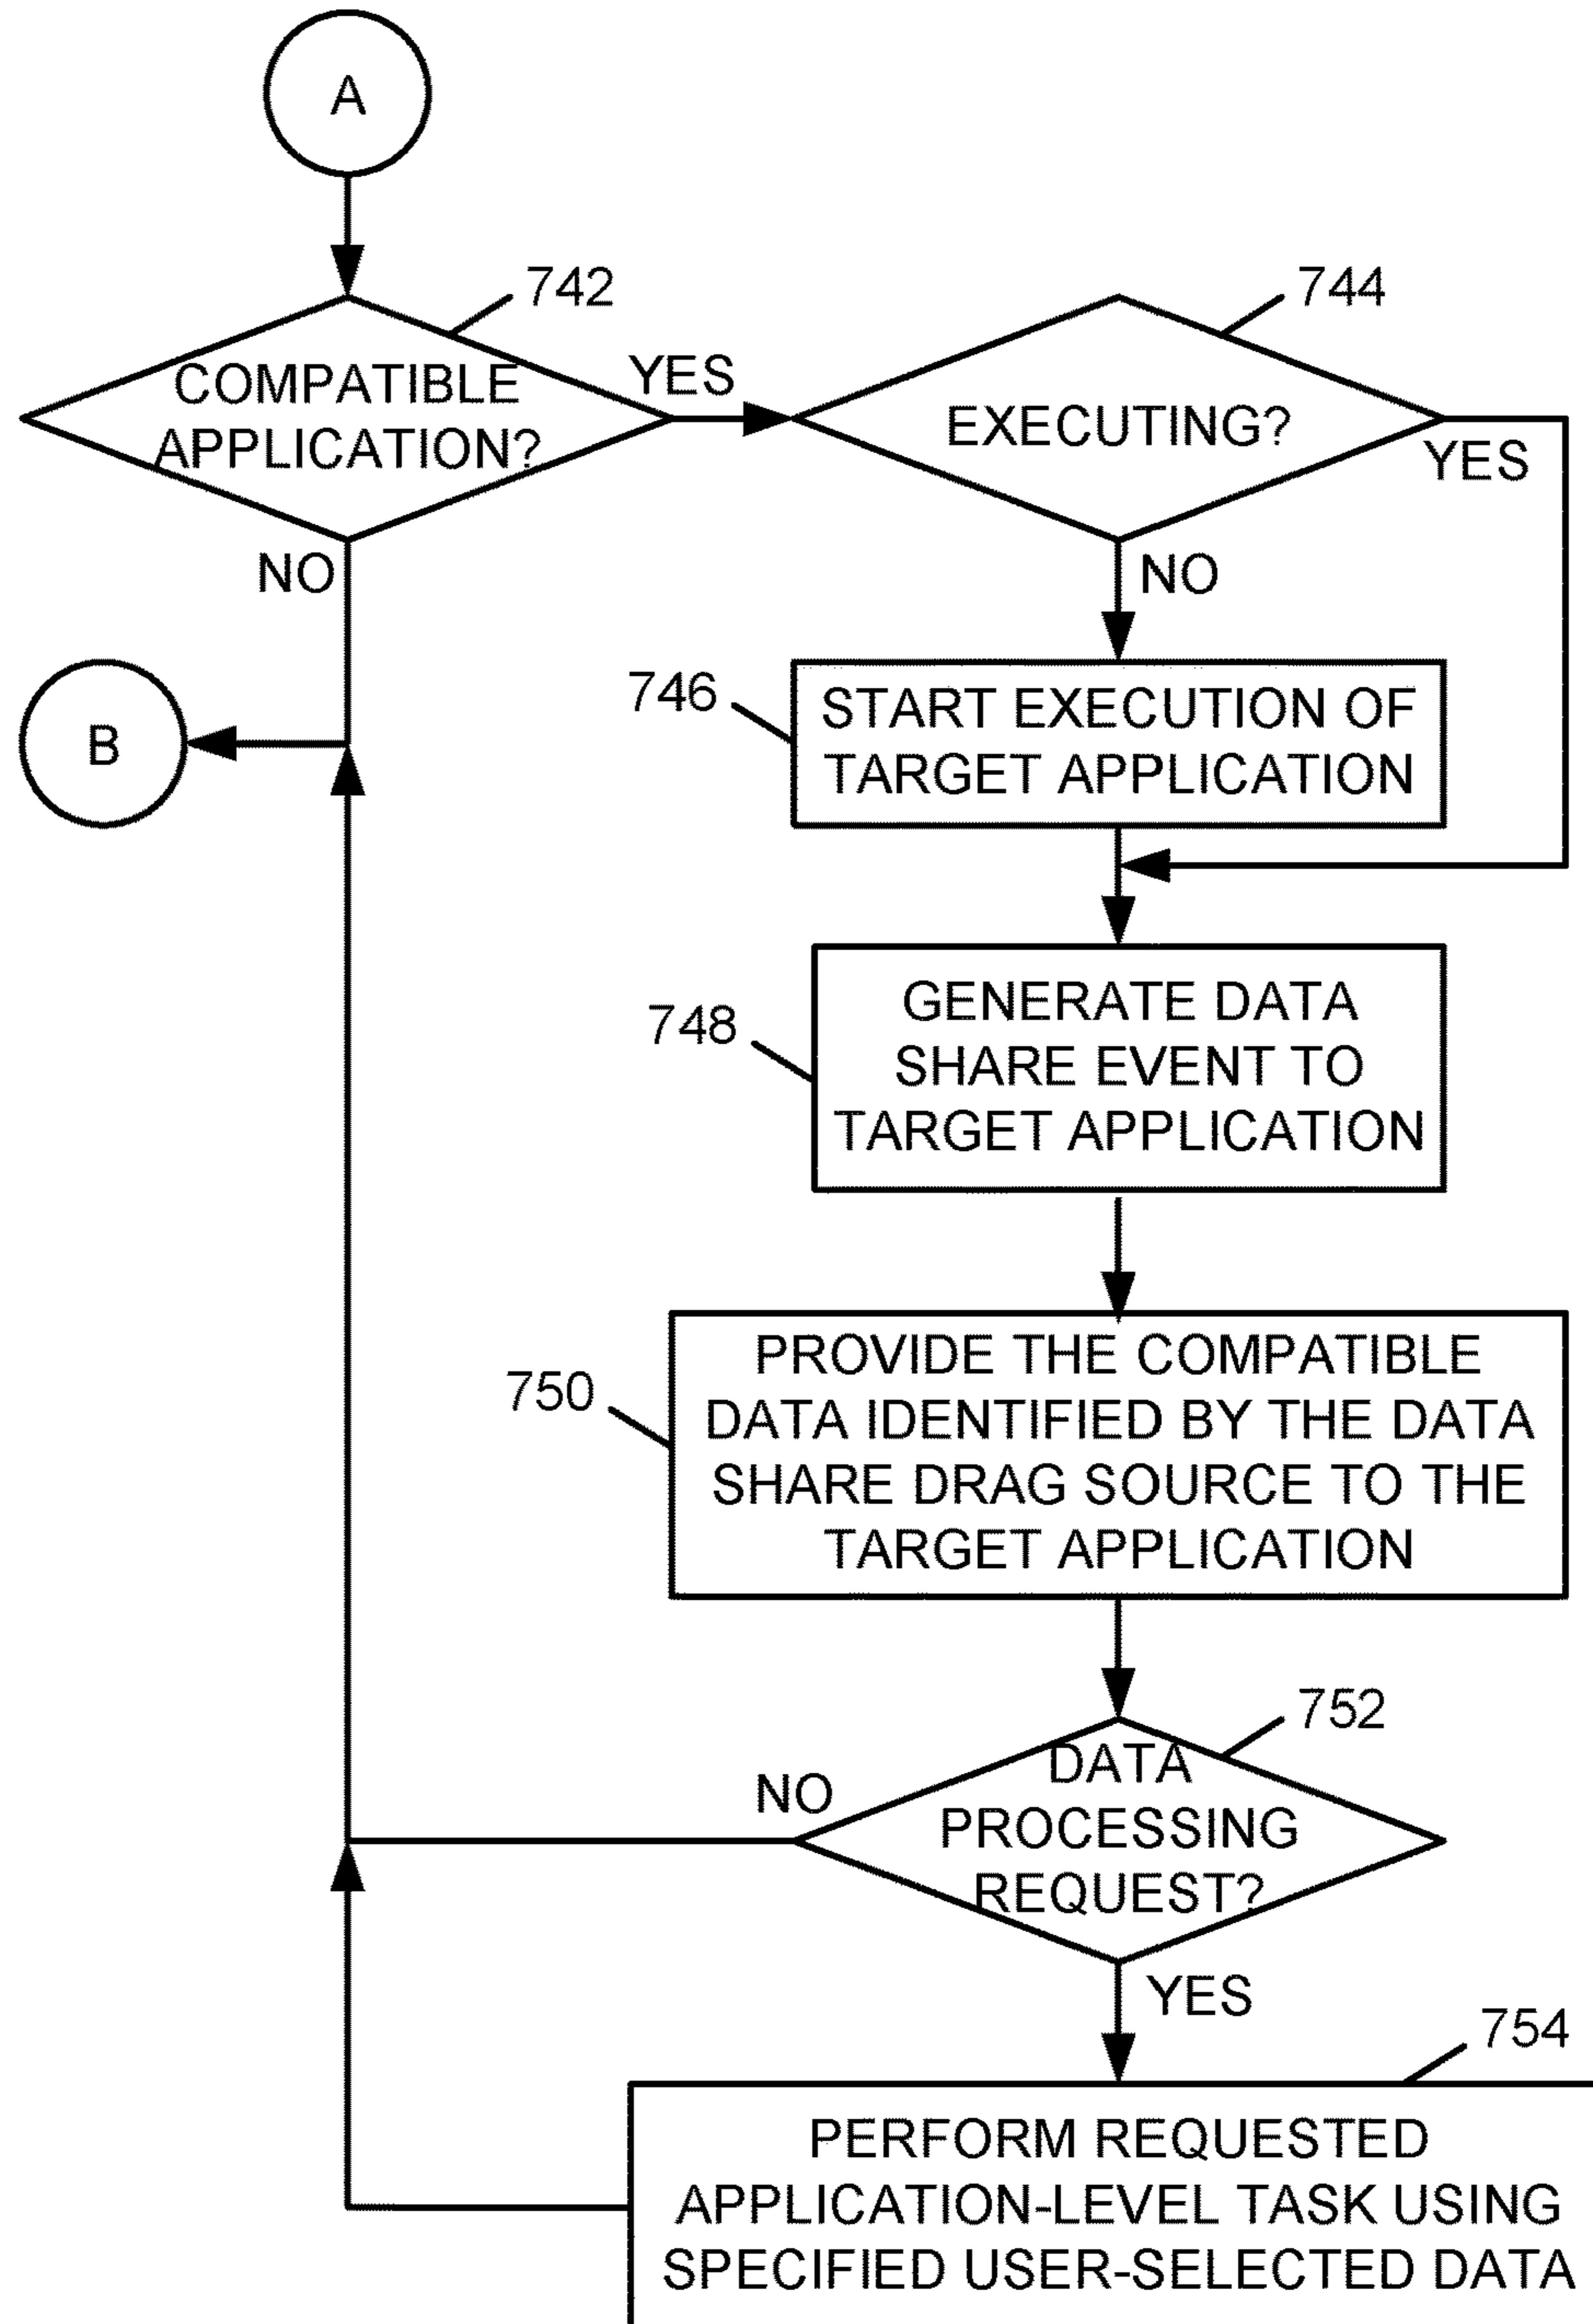 A
742
744
COMPATIBLE
APPLICATION?
YES
EXECUTING?
YES
NO
NO
B
746
START EXECUTION OF
TARGET APPLICATION
748
GENERATE DATA
SHARE EVENT TO
TARGET APPLICATION
750
PROVIDE THE COMPATIBLE
DATA IDENTIFIED BY THE DATA
SHARE DRAG SOURCE TO THE
TARGET APPLICATION
752
NO
DATA
PROCESSING
REQUEST?
YES
754
PERFORM REQUESTED
APPLICATION-LEVEL TASK USING
SPECIFIED USER-SELECTED DATA